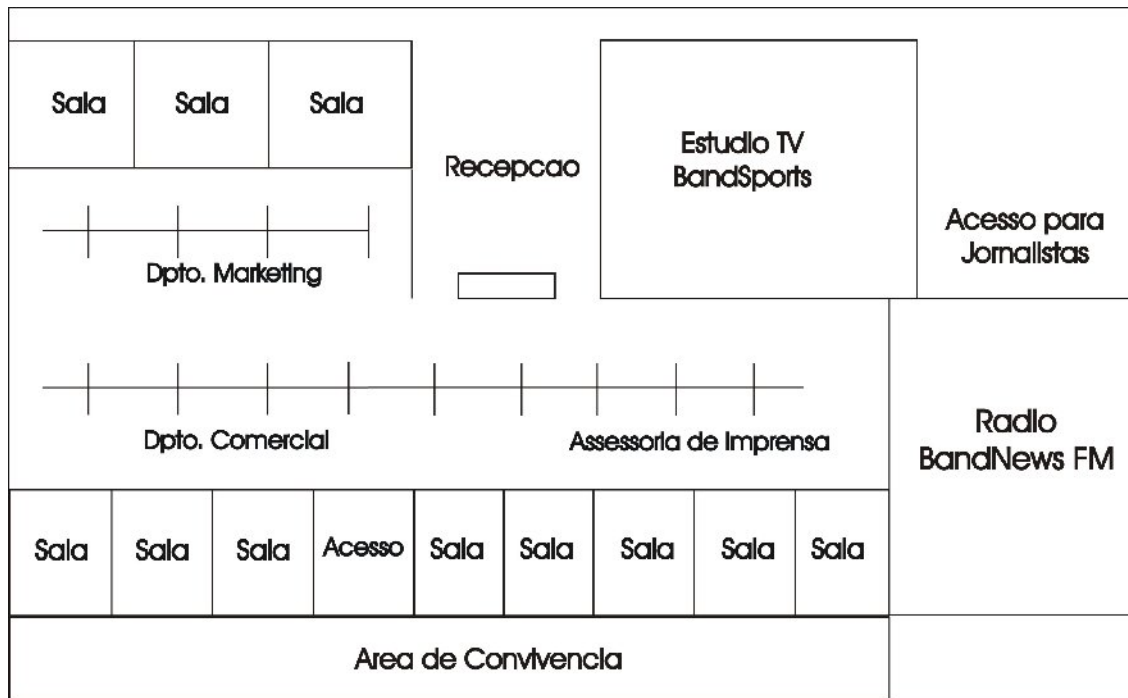 Sala
Sala
Sala
Recepcao
Estudio TV
BandSports
Acesso para
Jornalistas
Dpto. Marketing
Dpto. Comercial
Assessoria de Imprensa
Radio
BandNews FM
Sala
Sala
Sala
Acesso
Sala
Sala
Sala
Sala
Sala
Area de Convivencia